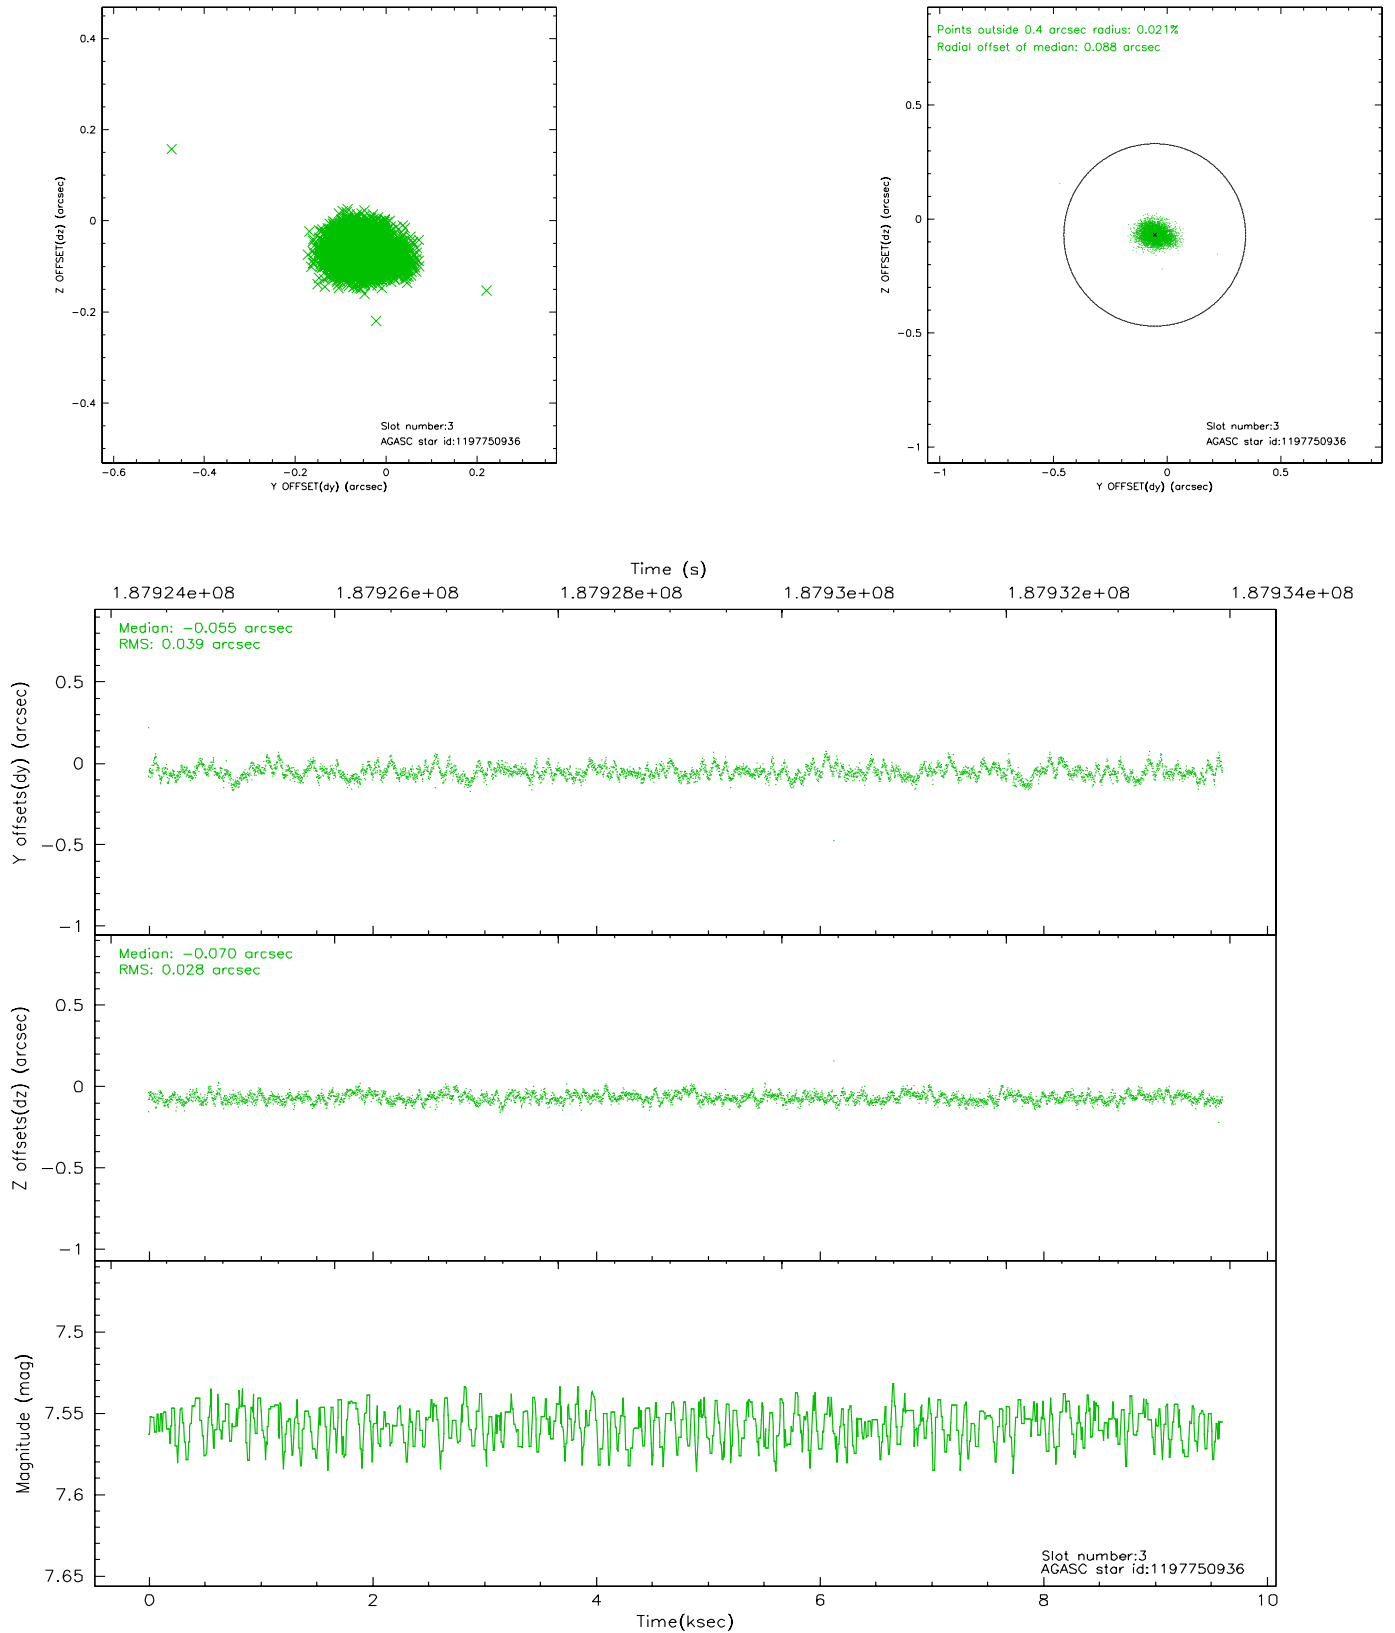 0.4
0.2
0
−0.2
−0.4
Z OFFSET(dz) (arcsec)
Slot number:3
AGASC star id:1197750936
−0.6
−0.4
−0.2
0
0.2
Y OFFSET(dy) (arcsec)
Points outside 0.4 arcsec radius: 0.021%
Radial offset of median: 0.088 arcsec
0.5
0
−0.5
−1
Z OFFSET(dz) (arcsec)
Slot number:3
AGASC star id:1197750936
−1
−0.5
0
0.5
Y OFFSET(dy) (arcsec)
Time (s)
1.87924e+08
1.87926e+08
1.87928e+08
1.8793e+08
1.87932e+08
1.87934e+08
Median: −0.055 arcsec
RMS: 0.039 arcsec
0.5
0
−0.5
−1
Y offsets(dy) (arcsec)
Median: −0.070 arcsec
RMS: 0.028 arcsec
0.5
0
−0.5
−1
Z offsets(dz) (arcsec)
7.5
7.55
7.6
7.65
Magnitude (mag)
Slot number:3
AGASC star id:1197750936
0
2
4
6
8
10
Time(ksec)